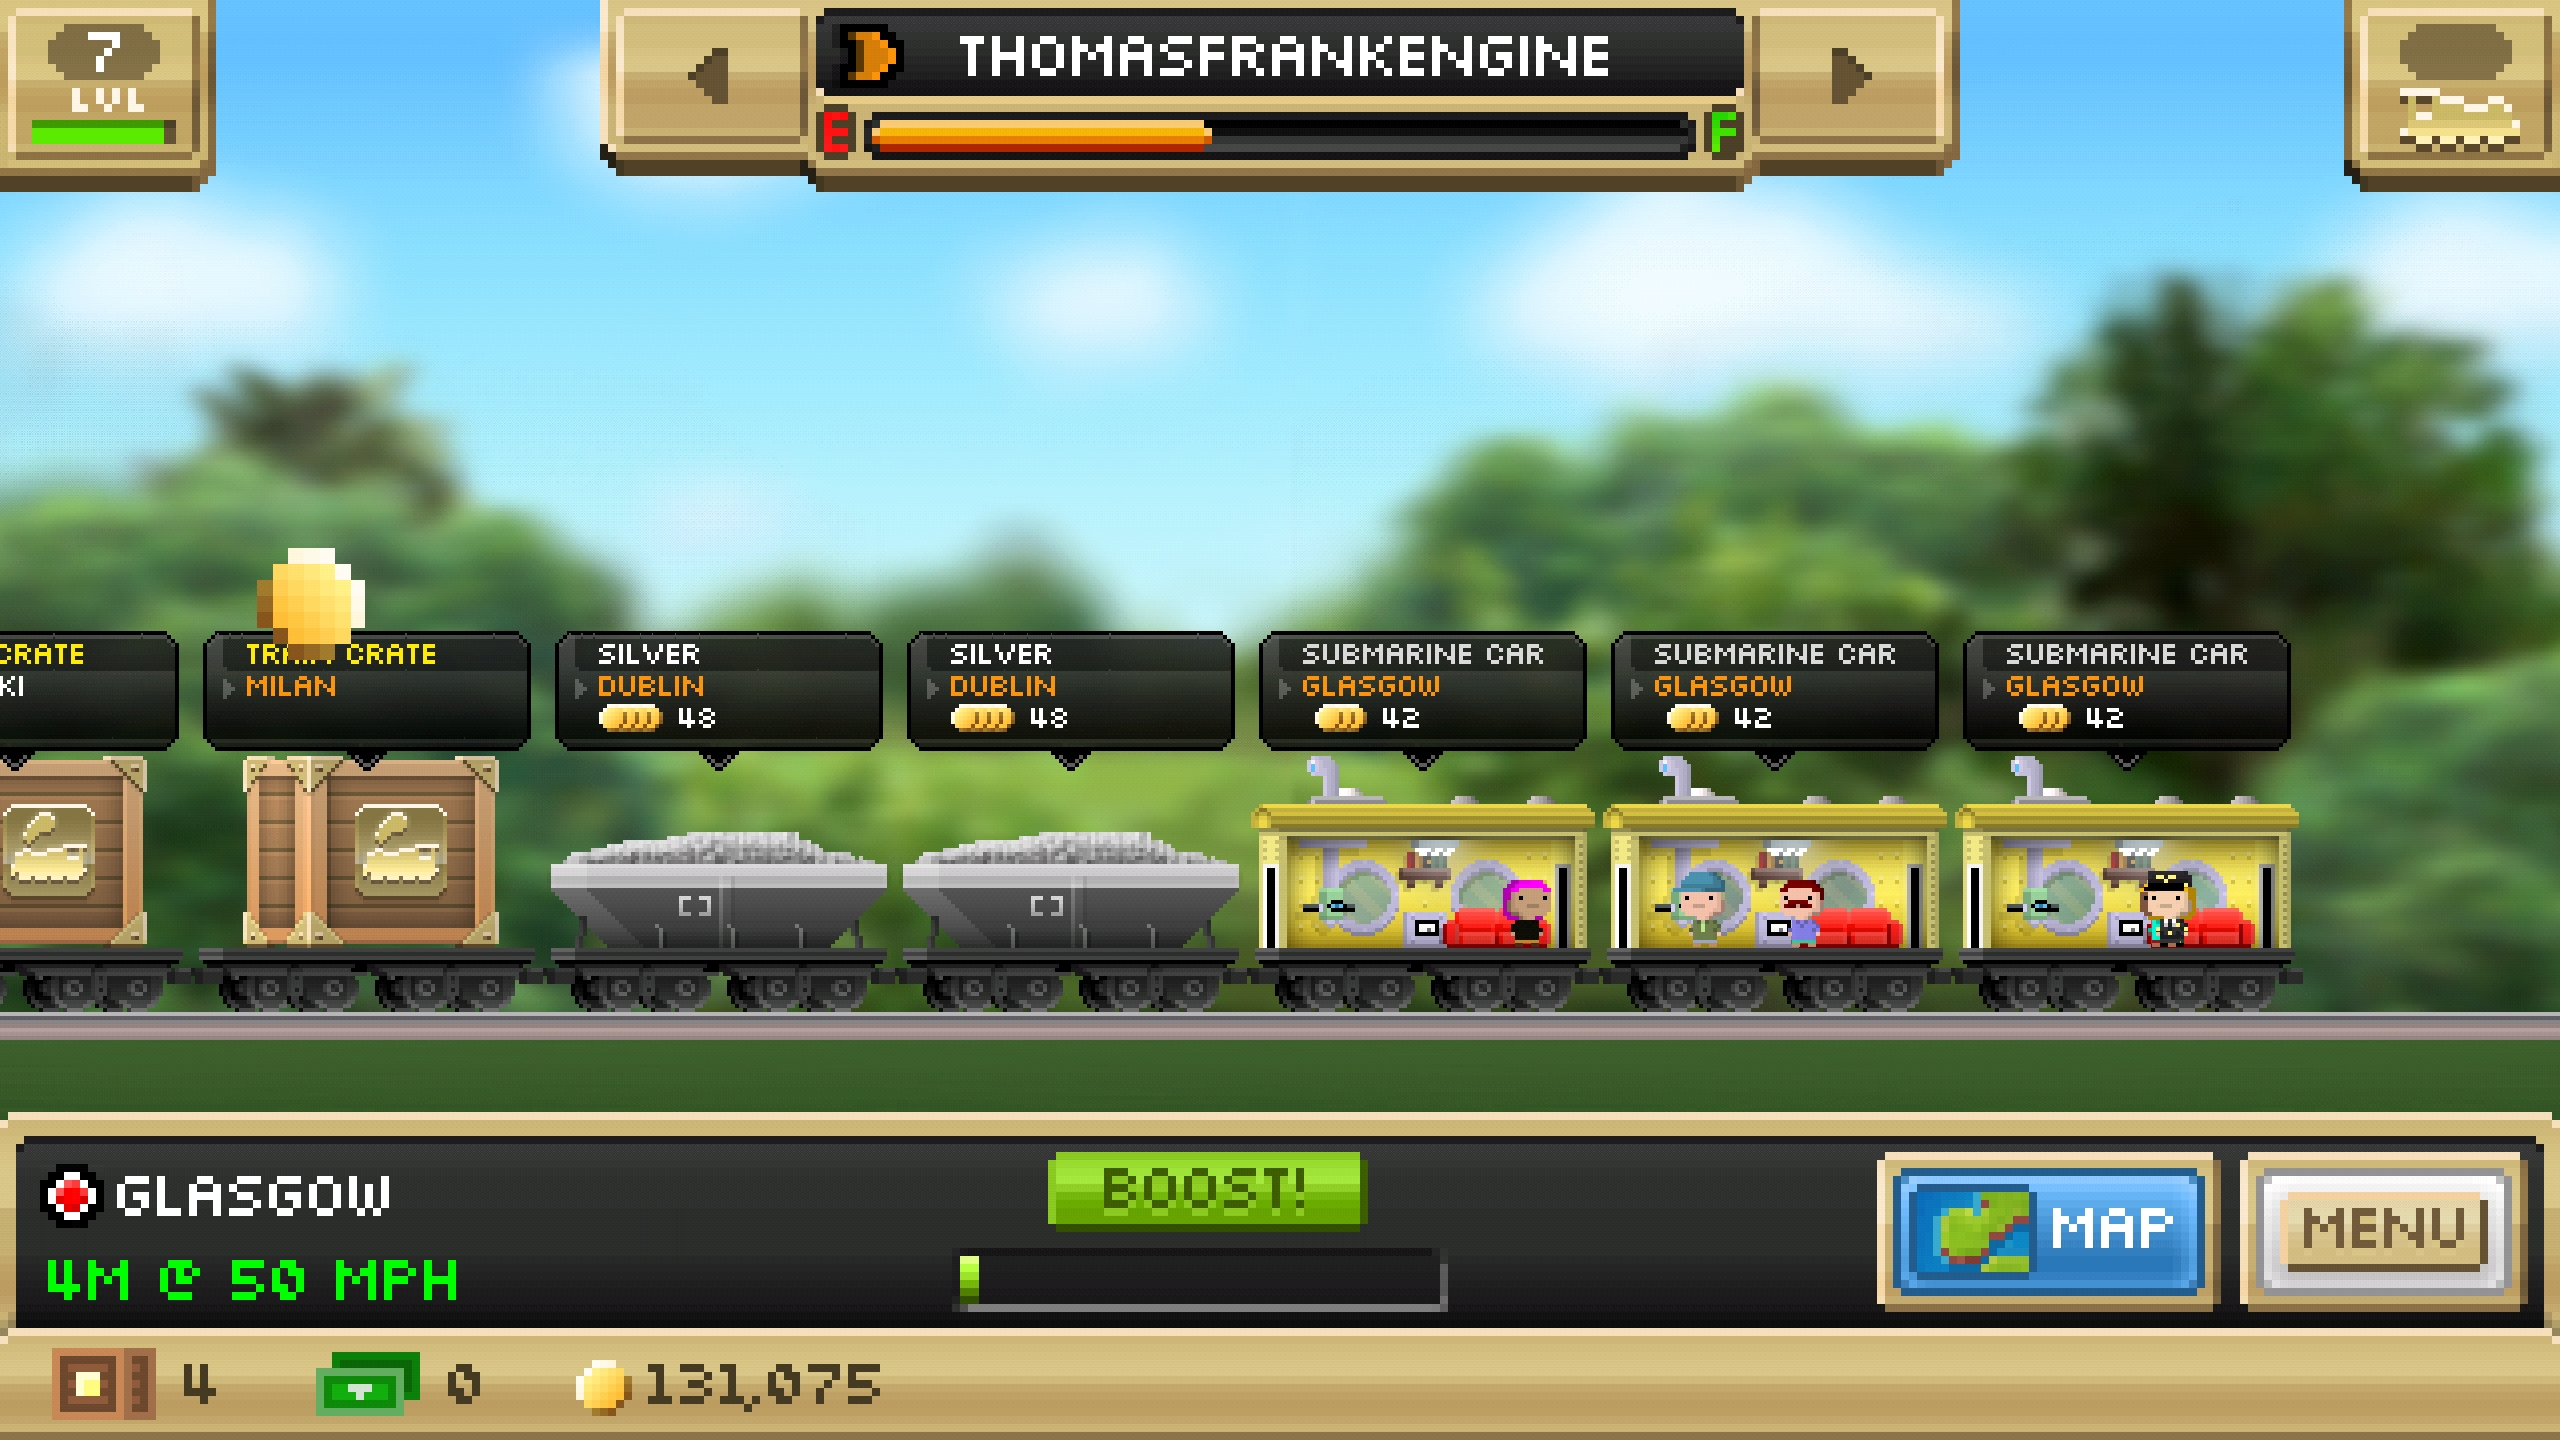 7
LVL
THOMASFRANKENGINE
E
F
CRATE
KI
CRATE
MILAN
SILVER
DUBLIN
48
SILVER
DUBLIN
48
SUBMARINE CAR
GLASGOW
42
SUBMARINE CAR
GLASGOW
42
SUBMARINE CAR
GLASGOW
42
GLASGOW
4M @ 50 MPH
BOOST!
MAP
MENU
4
0
131,075